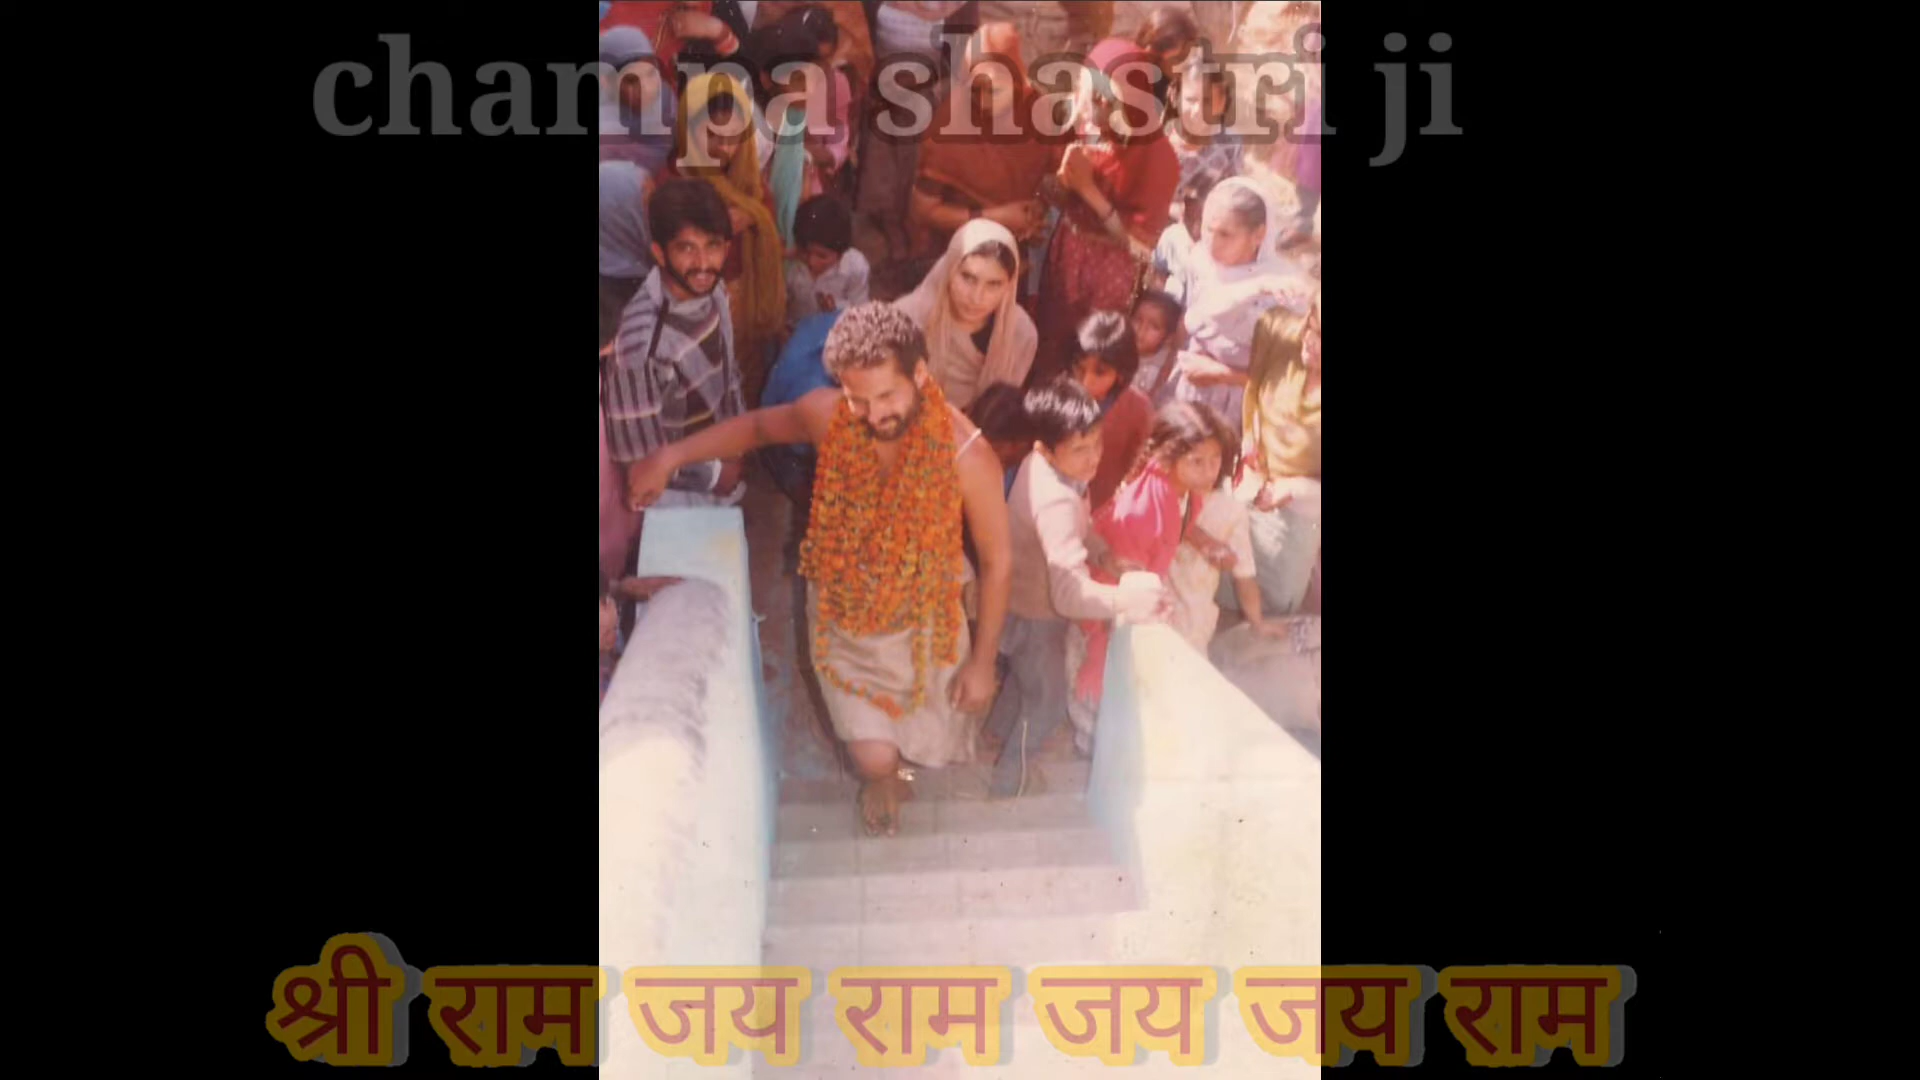 champa shastri ji
श्री राम जय राम जय जय राम